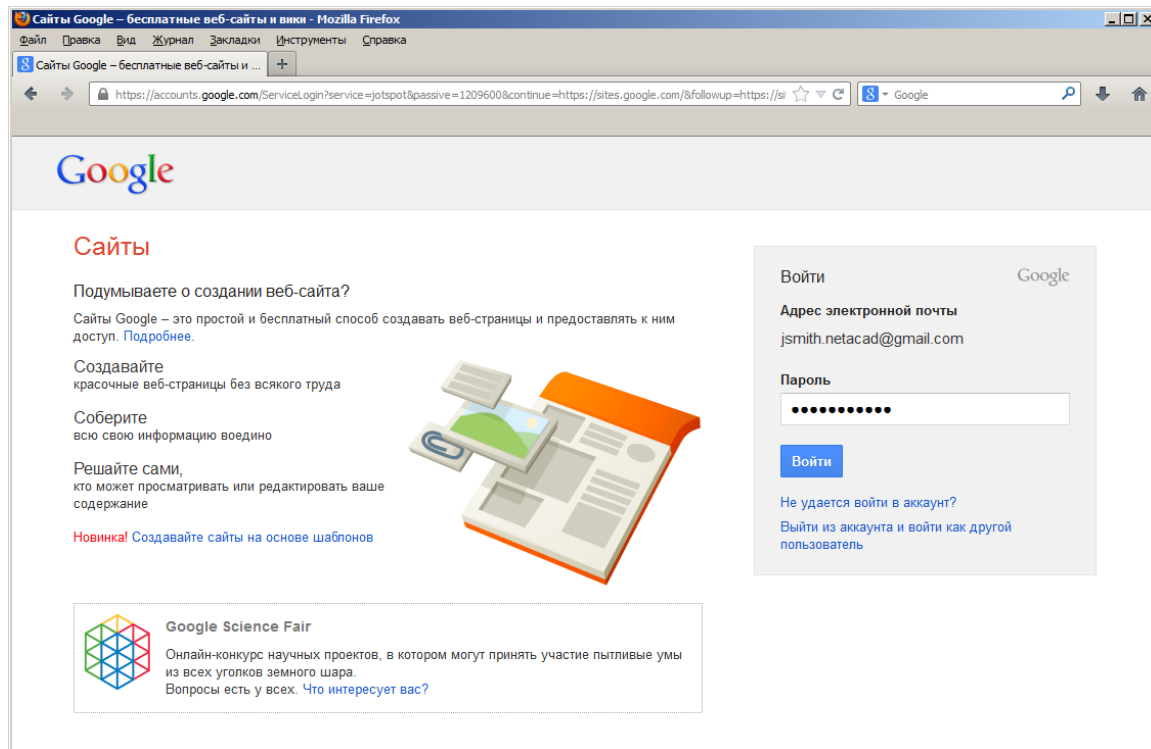 Сайты Google – бесплатные веб-сайты и вики - Mozilla Firefox
Файл Правка Вид Журнал Закладки Инструменты Справка
Сайты Google – бесплатные веб-сайты и ...
https://accounts.google.com/ServiceLogin?service=jotspot&passive=1209600&continue=https://sites.google.com/&followup=https://si
Google
Google
Сайты
Подумываете о создании веб-сайта?
Сайты Google – это простой и бесплатный способ создавать веб-страницы и предоставлять к ним
доступ. Подробнее.
Создавайте
красочные веб-страницы без всякого труда
Соберите
всю свою информацию воедино
Решайте сами,
кто может просматривать или редактировать ваше
содержание
Новинка! Создавайте сайты на основе шаблонов
Google Science Fair
Онлайн-конкурс научных проектов, в котором могут принять участие пытливые умы
из всех уголков земного шара.
Вопросы есть у всех. Что интересует вас?
Войти Google
Адрес электронной почты
jsmith.netacad@gmail.com
Пароль
Войти
Не удается войти в аккаунт?
Выйти из аккаунта и войти как другой
пользователь